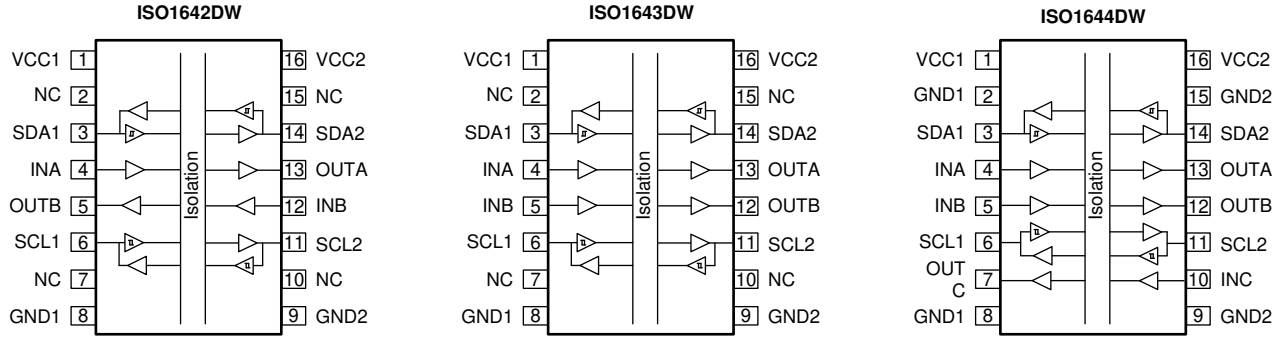 ISO1642DW
VCC1 1 16 VCC2
NC 2 15 NC
SDA1 3 14 SDA2
INA 4 13 OUTA
OUTB 5 12 INB
SCL1 6 11 SCL2
NC 7 10 NC
GND1 8 9 GND2
Isolation
ISO1643DW
VCC1 1 16 VCC2
NC 2 15 NC
SDA1 3 14 SDA2
INA 4 13 OUTA
INB 5 12 OUTB
SCL1 6 11 SCL2
NC 7 10 NC
GND1 8 9 GND2
Isolation
ISO1644DW
VCC1 1 16 VCC2
GND1 2 15 GND2
SDA1 3 14 SDA2
INA 4 13 OUTA
INB 5 12 OUTB
SCL1 6 11 SCL2
OUT
C 7 10 INC
GND1 8 9 GND2
Isolation